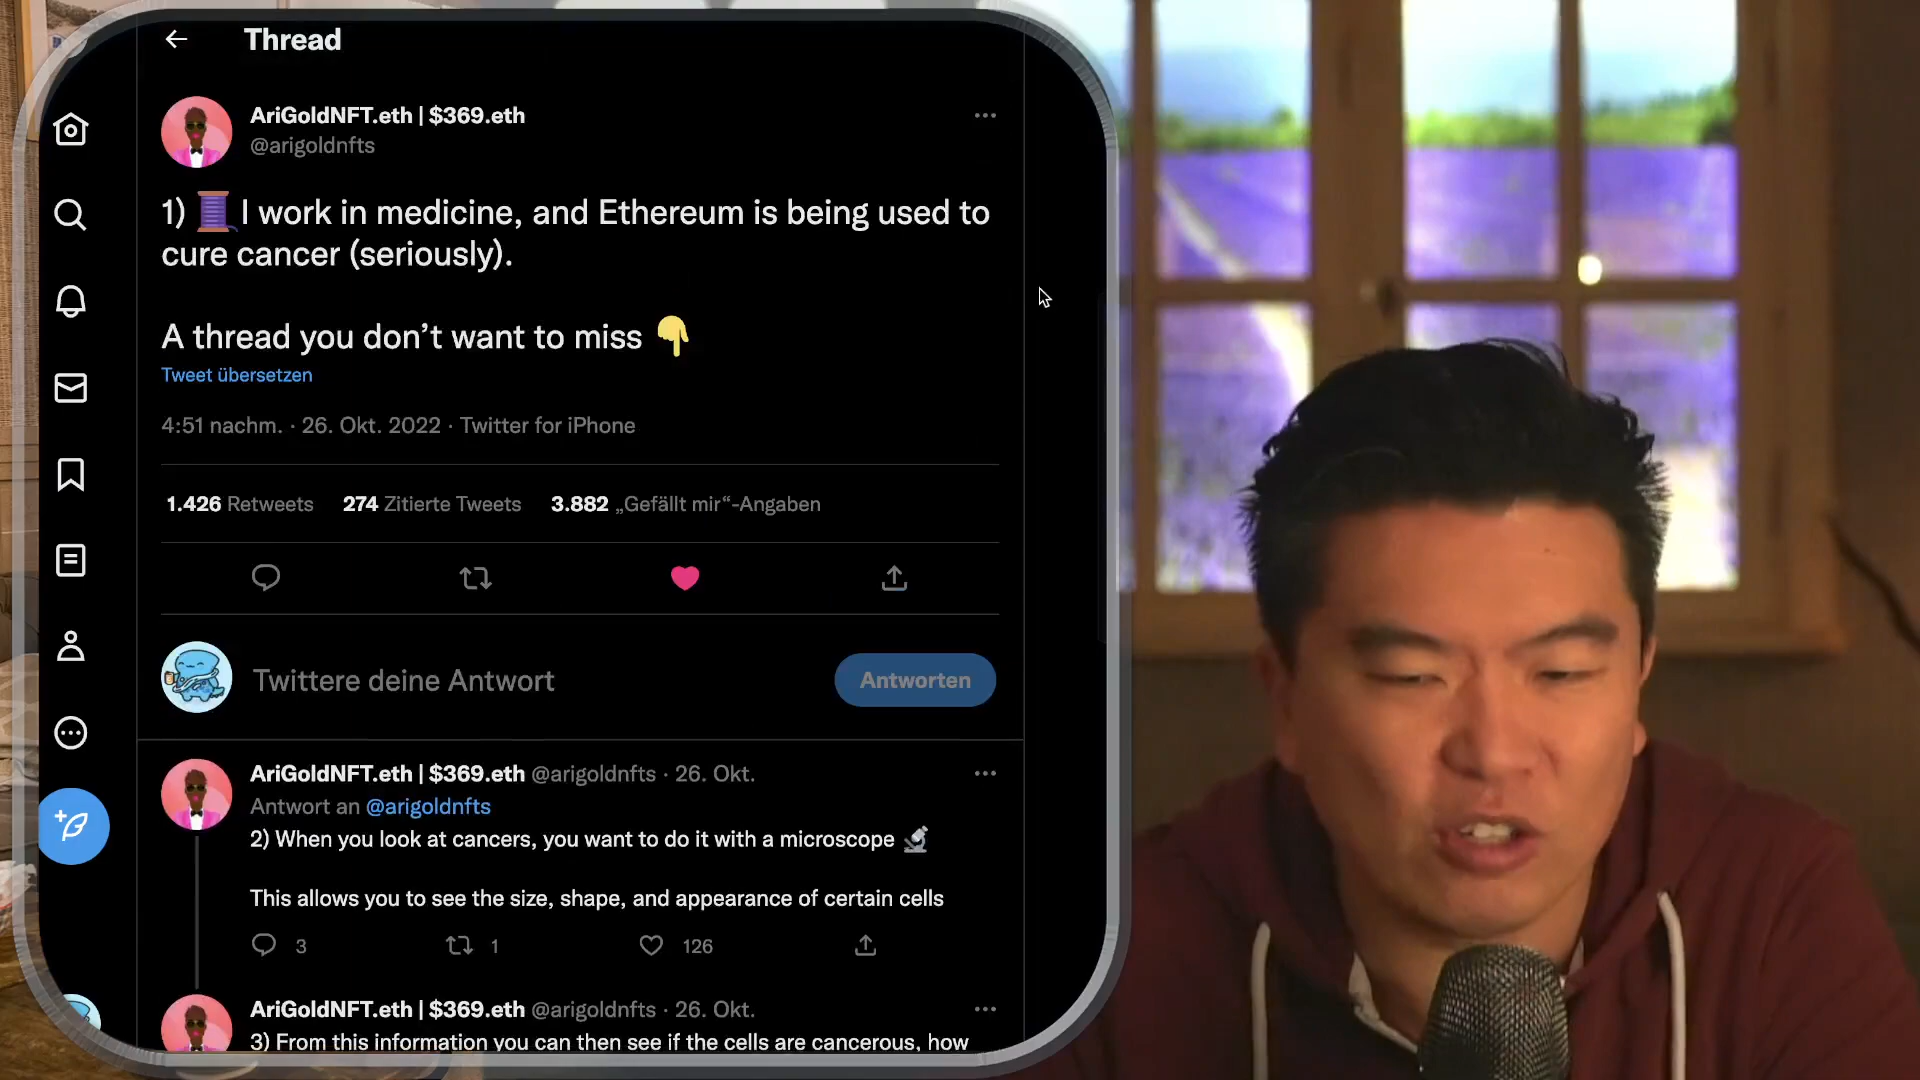 Thread
AriGoldNFT.eth | $369.eth
@arigoldnfts
1) 🧵 I work in medicine, and Ethereum is being used to
cure cancer (seriously).
A thread you don’t want to miss 👇
Tweet übersetzen
4:51 nachm. · 26. Okt. 2022 · Twitter for iPhone
1.426 Retweets 274 Zitierte Tweets 3.882 „Gefällt mir“-Angaben
Twittere deine Antwort
Antworten
AriGoldNFT.eth | $369.eth @arigoldnfts · 26. Okt.
Antwort an @arigoldnfts
2) When you look at cancers, you want to do it with a microscope 🔬
This allows you to see the size, shape, and appearance of certain cells
3 1 126
AriGoldNFT.eth | $369.eth @arigoldnfts · 26. Okt.
3) From this information you can then see if the cells are cancerous, how